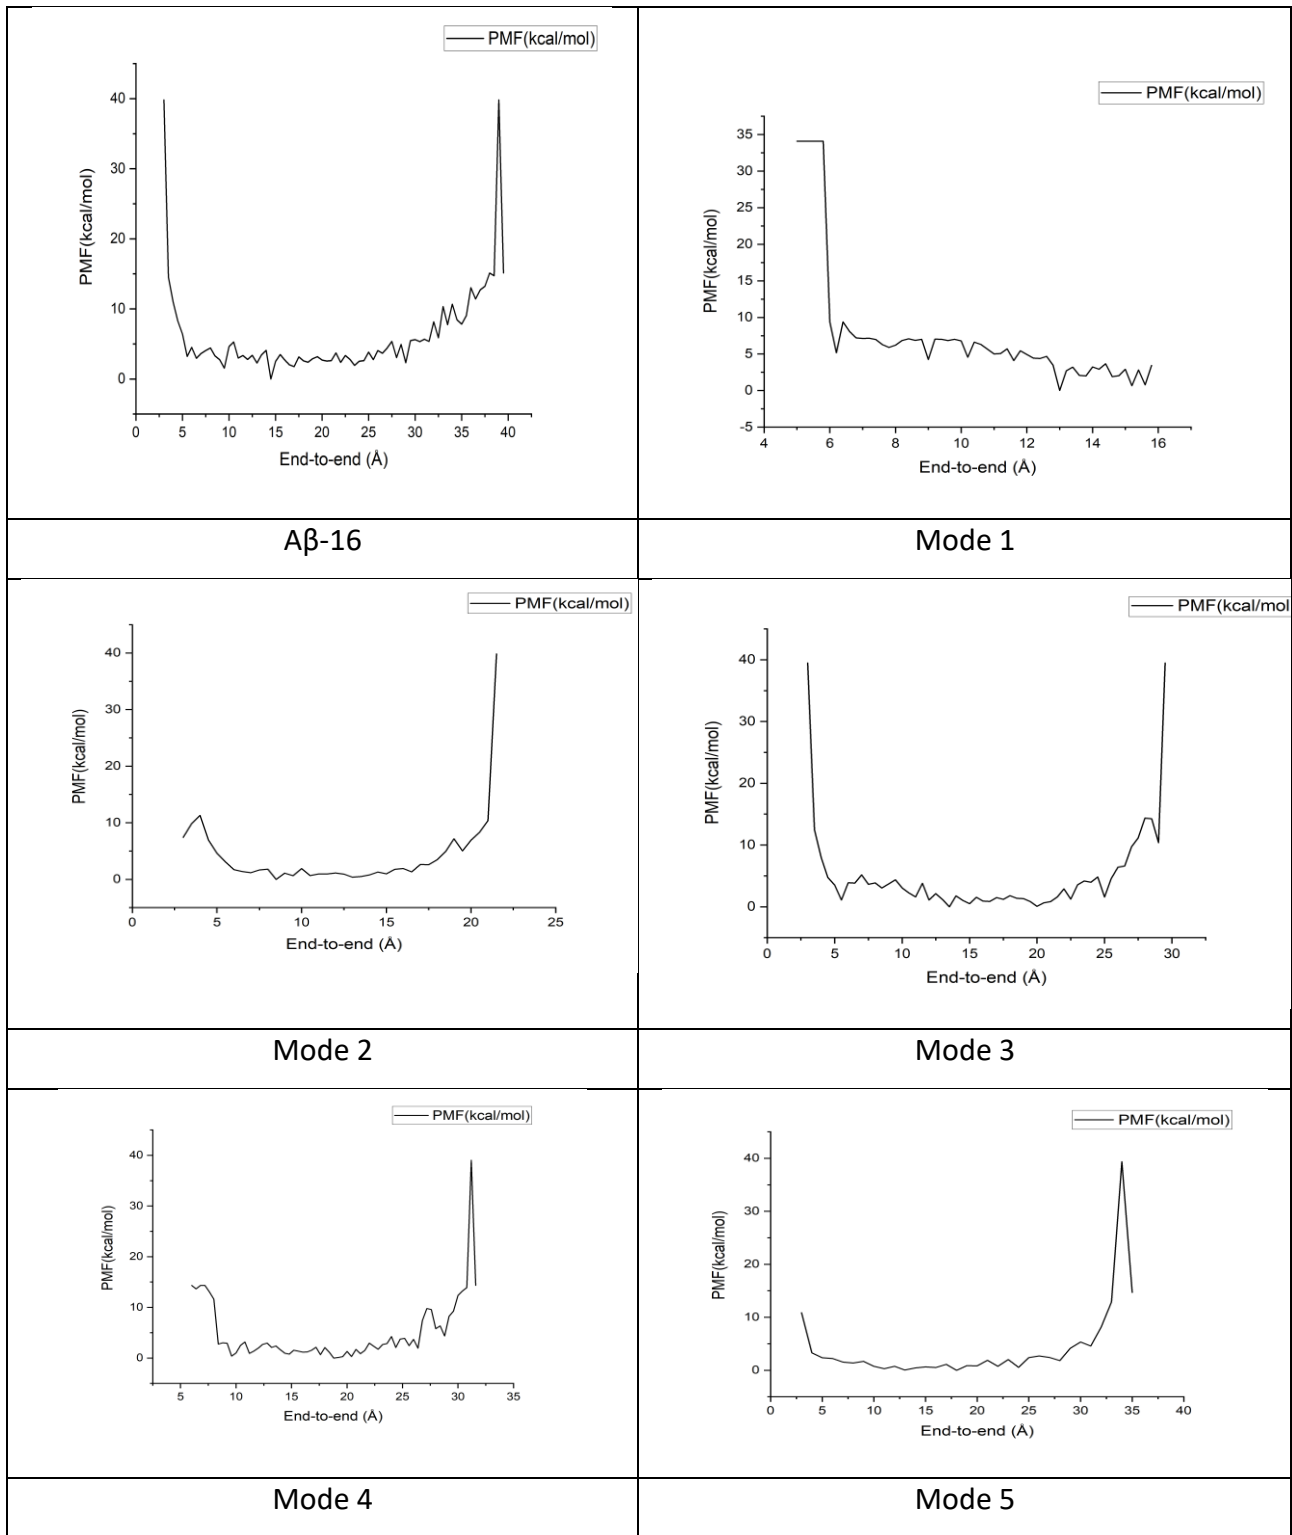 PMF(kcal/mol)
PMF(kcal/mol)
40
30
20
10
0
0 5 10 15 20 25 30 35 40
End-to-end (Å)
PMF(kcal/mol)
PMF(kcal/mol)
35
30
25
20
15
10
5
0
-5
4 6 8 10 12 14 16
End-to-end (Å)
Aβ-16
Mode 1
PMF(kcal/mol)
PMF(kcal/mol)
40
30
20
10
0
0 5 10 15 20 25
End-to-end (Å)
PMF(kcal/mol
PMF(kcal/mol)
40
30
20
10
0
0 5 10 15 20 25 30
End-to-end (Å)
Mode 2
Mode 3
PMF(kcal/mol)
PMF(kcal/mol)
40
30
20
10
0
5 10 15 20 25 30 35
End-to-end (Å)
PMF(kcal/mol)
PMF(kcal/mol)
40
30
20
10
0
0 5 10 15 20 25 30 35 40
End-to-end (Å)
Mode 4
Mode 5